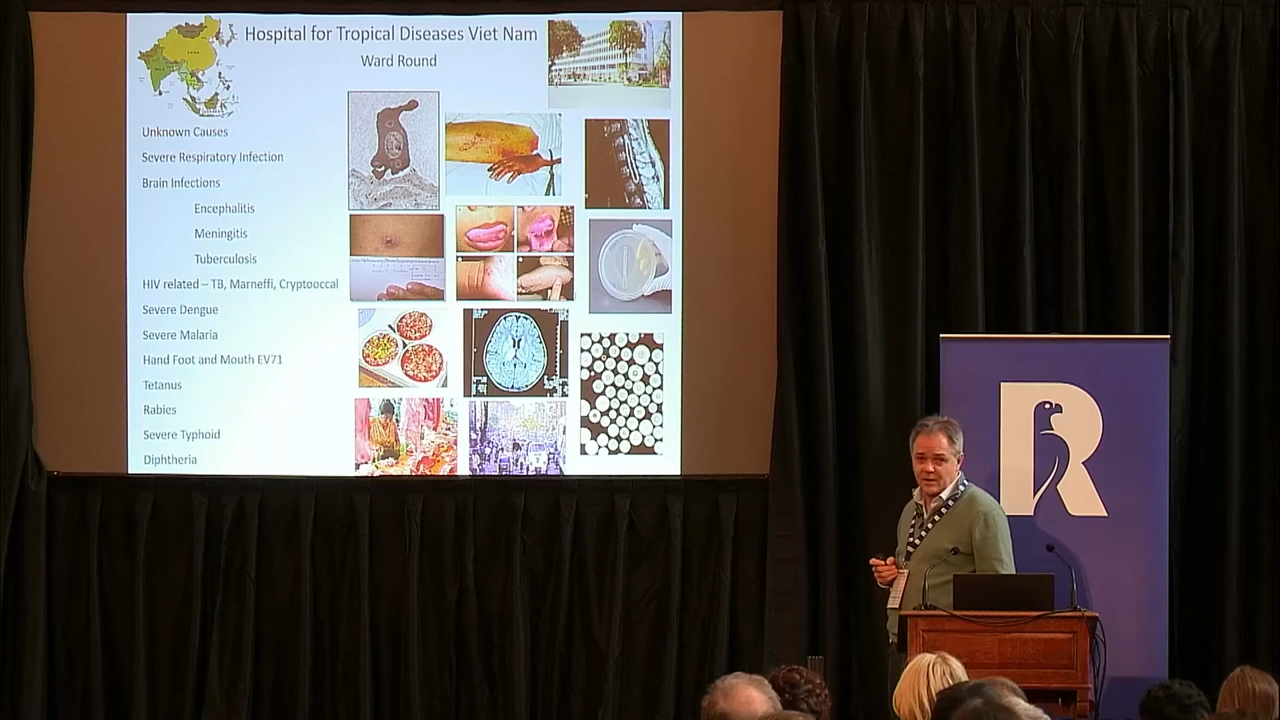 Hospital for Tropical Diseases Viet Nam
Ward Round
Unknown Causes
Severe Respiratory Infection
Brain Infections
Encephalitis
Meningitis
Tuberculosis
HIV related – TB, Marneffi, Cryptooccal
Severe Dengue
Severe Malaria
Hand Foot and Mouth EV71
Tetanus
Rabies
Severe Typhoid
Diphtheria
R